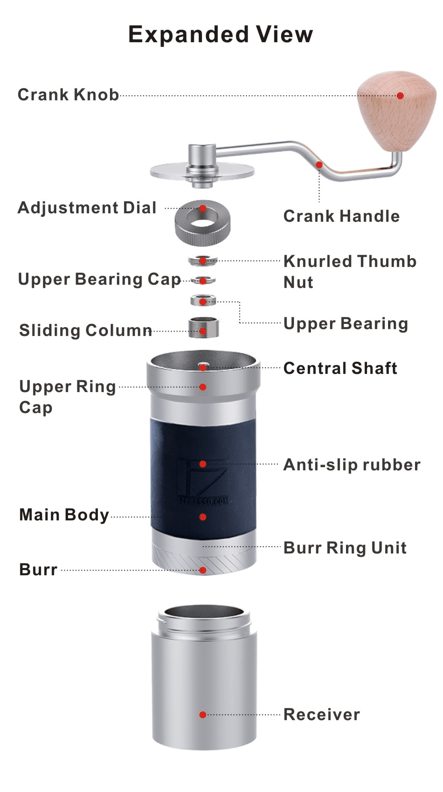 Expanded View
Crank Knob
Crank Handle
Adjustment Dial
Knurled Thumb
Nut
Upper Bearing Cap
Upper Bearing
Sliding Column
Central Shaft
Upper Ring
Cap
Anti-slip rubber
Main Body
Burr Ring Unit
Burr
Receiver